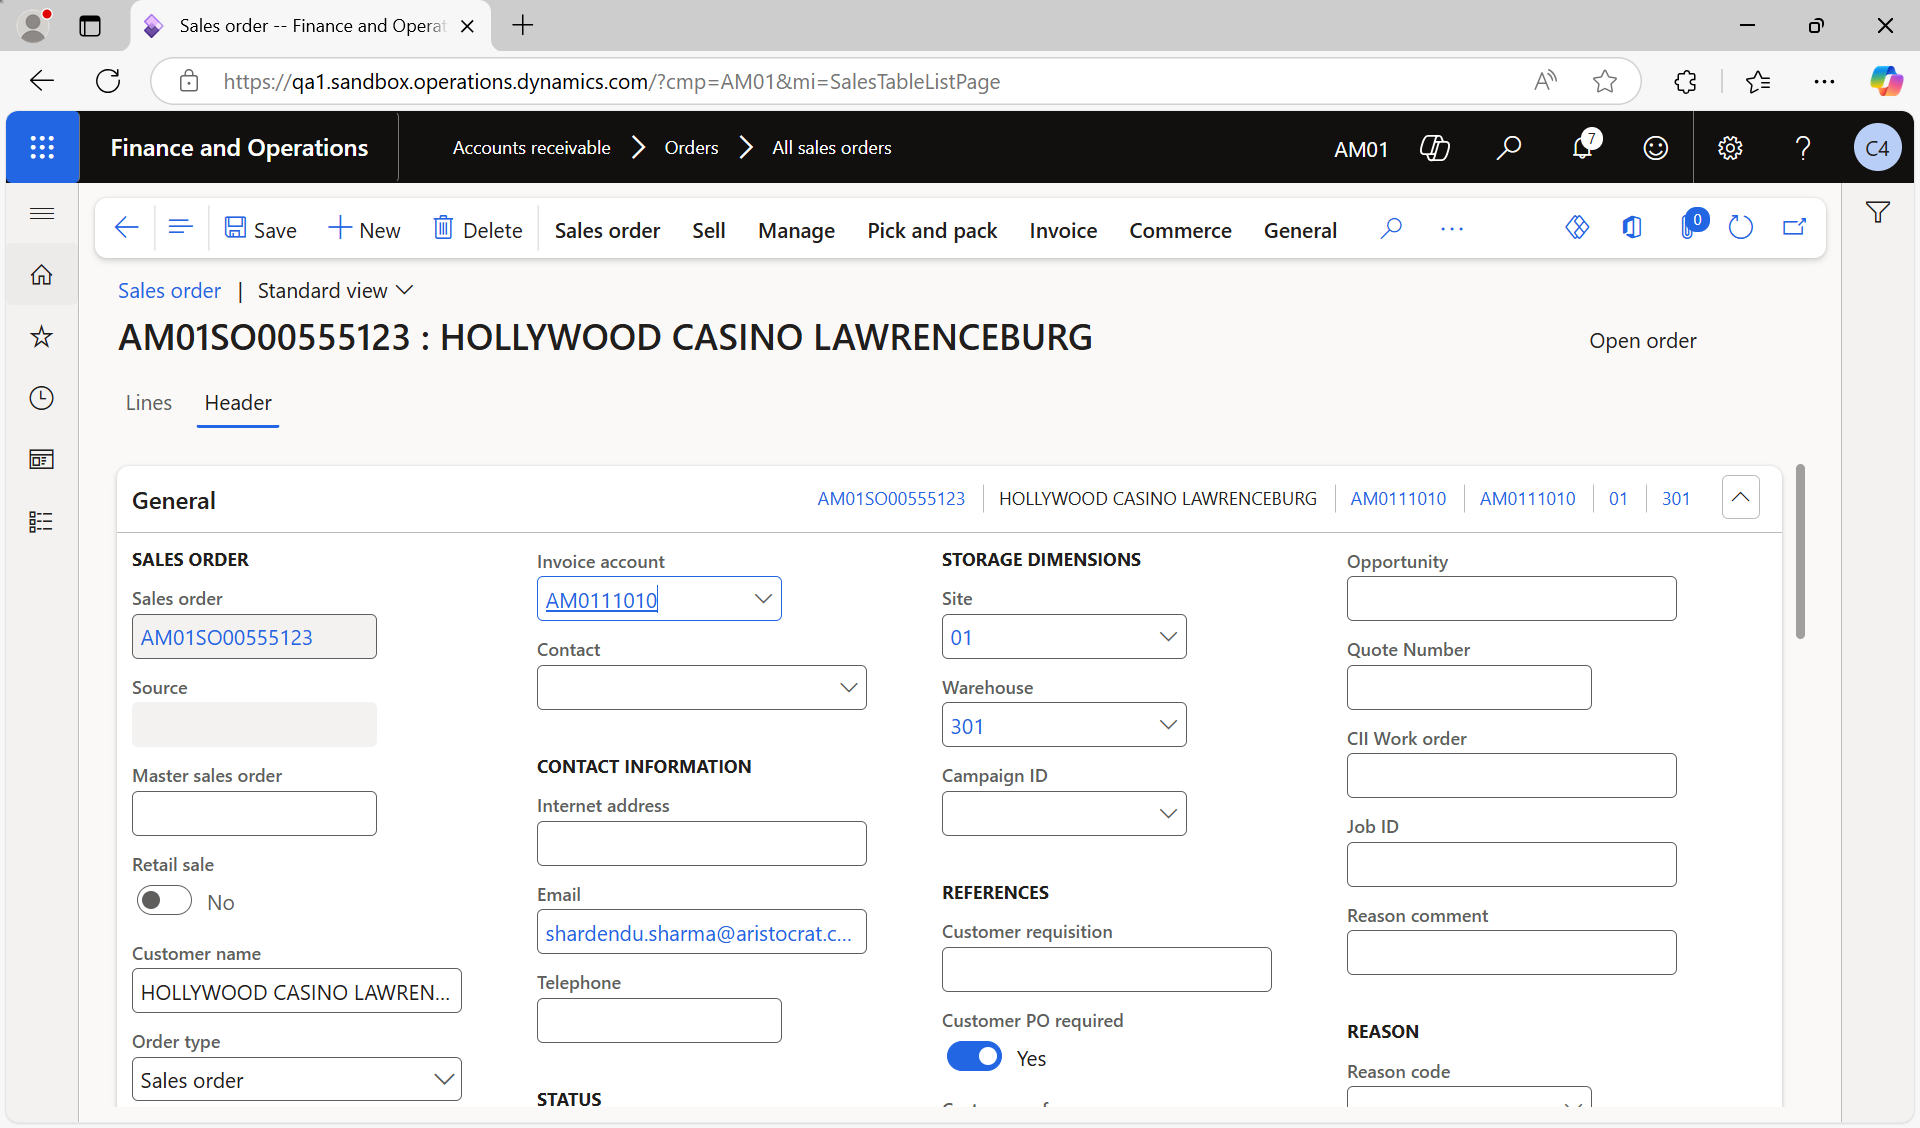 Sales order -- Finance and Operat
https://qa1.sandbox.operations.dynamics.com/?cmp=AM01&mi=SalesTableListPage
Finance and Operations
Accounts receivable
Orders
All sales orders
AM01
7
C4
Save
New
Delete
Sales order
Sell
Manage
Pick and pack
Invoice
Commerce
General
0
Sales order | Standard view
AM01SO00555123 : HOLLYWOOD CASINO LAWRENCEBURG
Open order
Lines
Header
General
AM01SO00555123
HOLLYWOOD CASINO LAWRENCEBURG
AM0111010
AM0111010
01
301
SALES ORDER
Sales order
AM01SO00555123
Source
Master sales order
Retail sale
No
Customer name
HOLLYWOOD CASINO LAWREN...
Order type
Sales order
Invoice account
AM0111010
Contact
CONTACT INFORMATION
Internet address
Email
shardendu.sharma@aristocrat.c...
Telephone
STATUS
STORAGE DIMENSIONS
Site
01
Warehouse
301
Campaign ID
REFERENCES
Customer requisition
Customer PO required
Yes
Opportunity
Quote Number
CII Work order
Job ID
Reason comment
REASON
Reason code